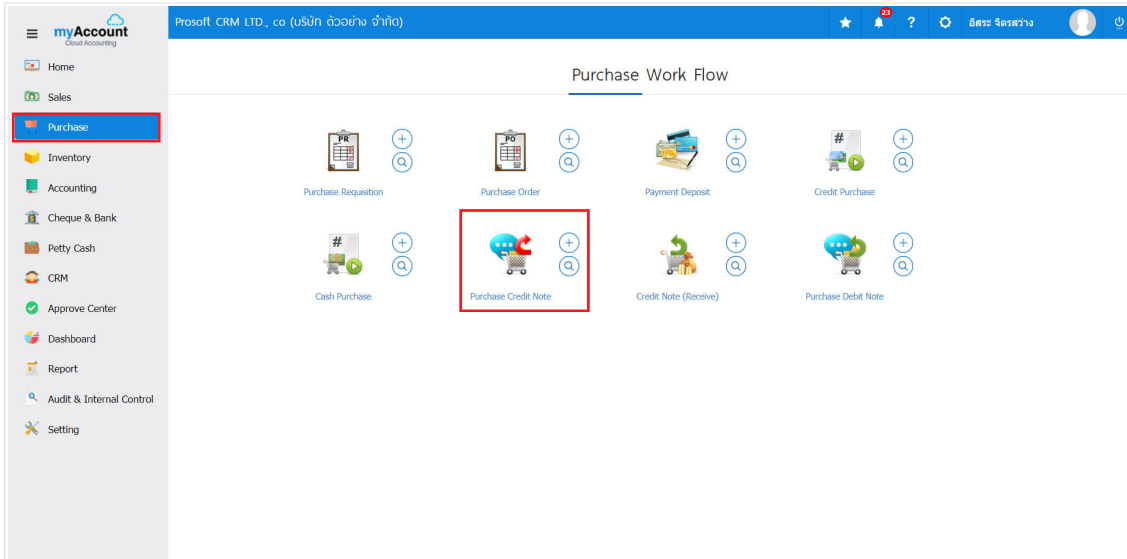 myAccount
Cloud Accounting
Prosoft CRM LTD., co (บริษัท ตัวอย่าง จำกัด)
23
?
อิสระ จิตรสว่าง
Home
Sales
Purchase
Inventory
Accounting
Cheque & Bank
Petty Cash
CRM
Approve Center
Dashboard
Report
Audit & Internal Control
Setting
Purchase Work Flow
PR
PO
#
Purchase Requisition
Purchase Order
Payment Deposit
Credit Purchase
#
Cash Purchase
Purchase Credit Note
Credit Note (Receive)
Purchase Debit Note